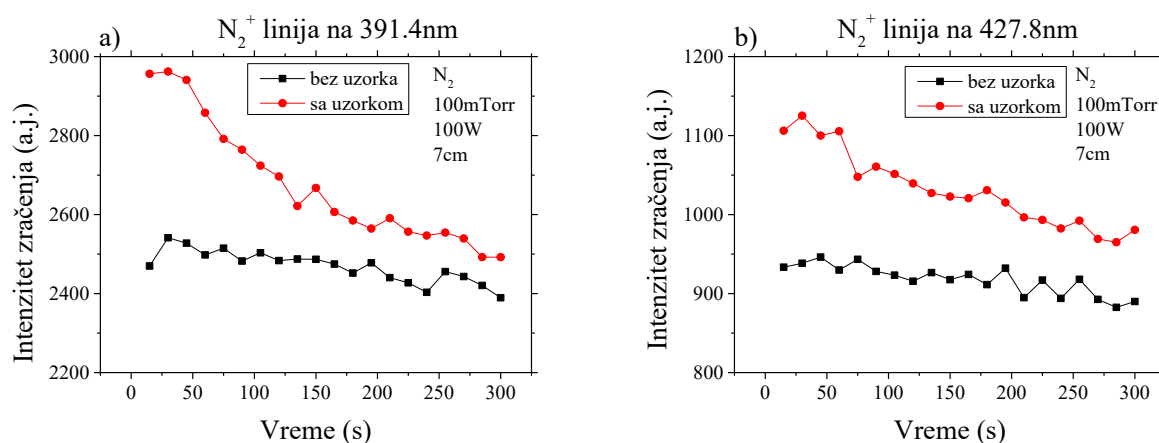 a) N₂⁺ linija na 391.4nm
bez uzorka
sa uzorkom
N₂
100mTorr
100W
7cm
3000
2800
2600
2400
2200
Intenzitet zračenja (a.j.)
0 50 100 150 200 250 300
Vreme (s)
b) N₂⁺ linija na 427.8nm
bez uzorka
sa uzorkom
N₂
100mTorr
100W
7cm
1200
1100
1000
900
800
Intenzitet zračenja (a.j.)
0 50 100 150 200 250 300
Vreme (s)